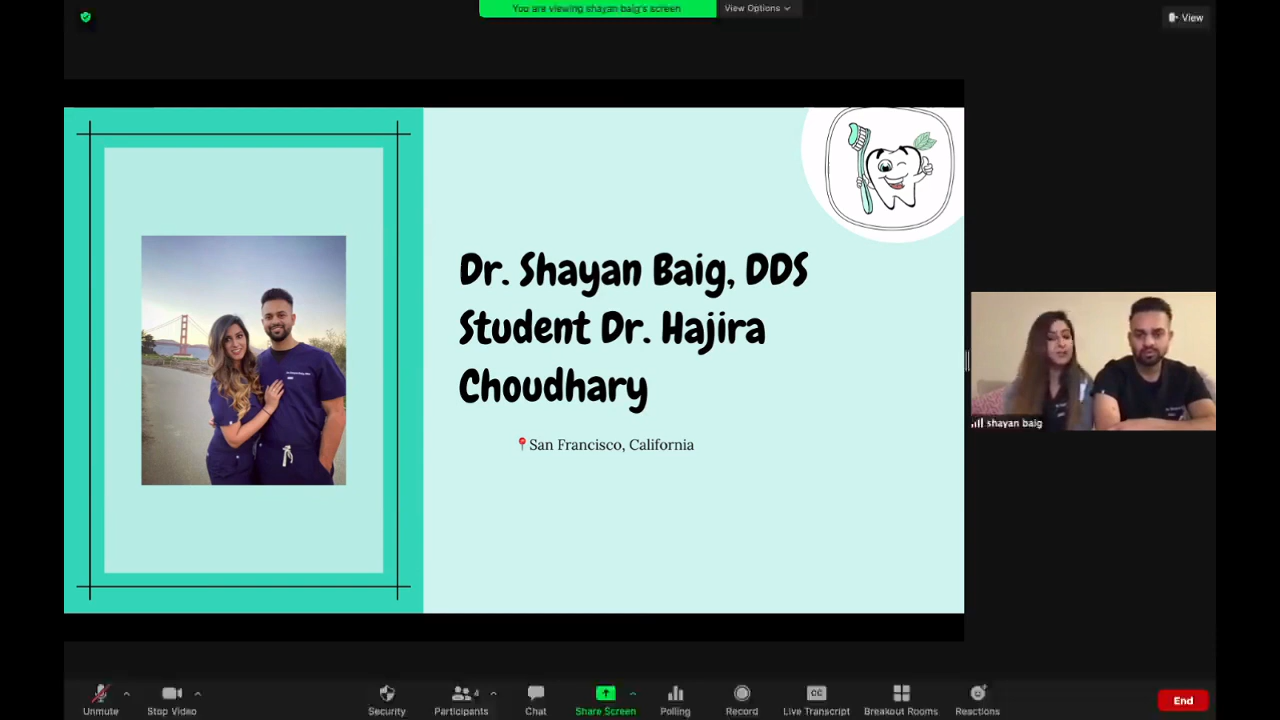 You are viewing shayan baig's screen
View Options
View
Dr. Shayan Baig, DDS
Student Dr. Hajira
Choudhary
San Francisco, California
shayan baig
Unmute
Stop Video
Security
4
Participants
Chat
Share Screen
Polling
Record
CC
Live Transcript
Breakout Rooms
Reactions
End